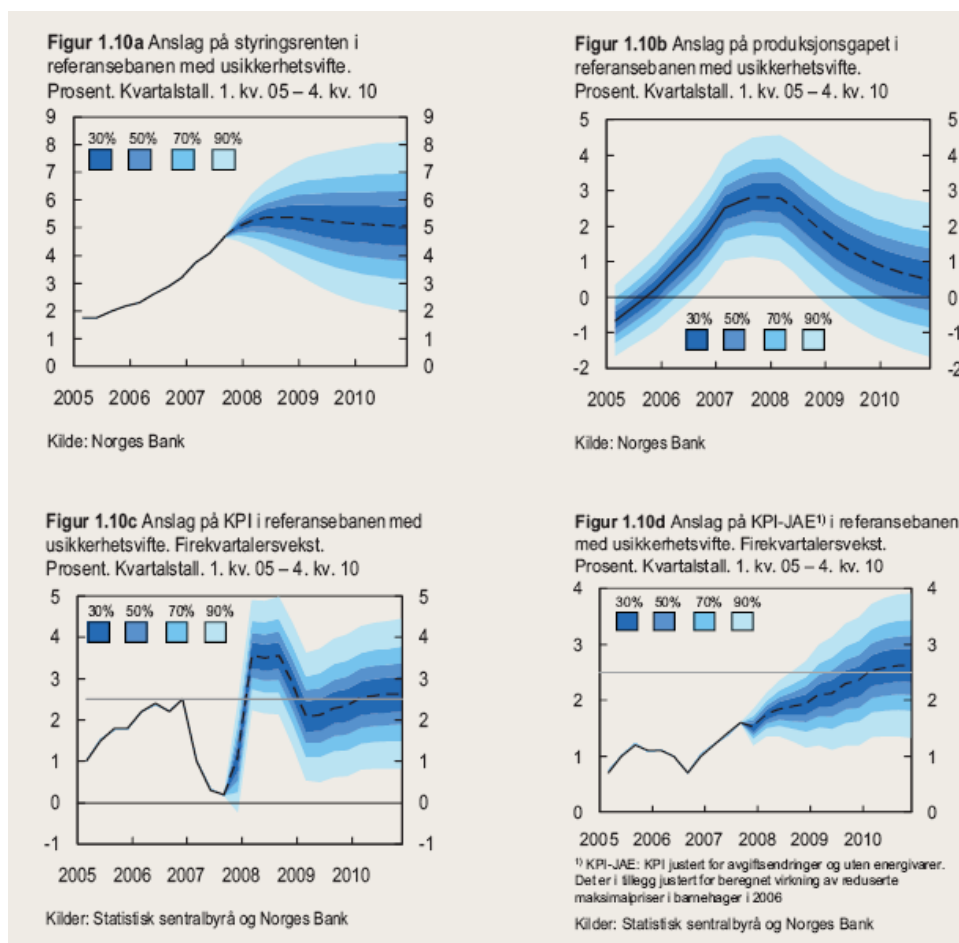 Figur 1.10a Anslag på styringsrenten i
referansebanen med usikkerhetsvifte.
Prosent. Kvartalstall. 1. kv. 05 – 4. kv. 10
9 9
8 8
7 7
6 6
5 5
4 4
3 3
2 2
1 1
0 0
30% 50% 70% 90%
2005 2006 2007 2008 2009 2010
Kilde: Norges Bank
Figur 1.10b Anslag på produksjonsgapet i
referansebanen med usikkerhetsvifte.
Prosent. Kvartalstall. 1. kv. 05 – 4. kv. 10
5 5
4 4
3 3
2 2
1 1
0 0
-1 -1
-2 -2
30% 50% 70% 90%
2005 2006 2007 2008 2009 2010
Kilde: Norges Bank
Figur 1.10c Anslag på KPI i referansebanen med
usikkerhetsvifte. Firekvartalersvekst.
Prosent. Kvartalstall. 1. kv. 05 – 4. kv. 10
5 5
4 4
3 3
2 2
1 1
0 0
-1 -1
30% 50% 70% 90%
2005 2006 2007 2008 2009 2010
Kilder: Statistisk sentralbyrå og Norges Bank
Figur 1.10d Anslag på KPI-JAE¹⁾ i referansebanen
med usikkerhetsvifte. Firekvartalersvekst.
Prosent. Kvartalstall. 1. kv. 05 – 4. kv. 10
4 4
3 3
2 2
1 1
0 0
30% 50% 70% 90%
2005 2006 2007 2008 2009 2010
¹⁾ KPI-JAE: KPI justert for avgiftsendringer og uten energivarer.
Det er i tillegg justert for beregnet virkning av reduserte
maksimalpriser i barnehager i 2006
Kilder: Statistisk sentralbyrå og Norges Bank